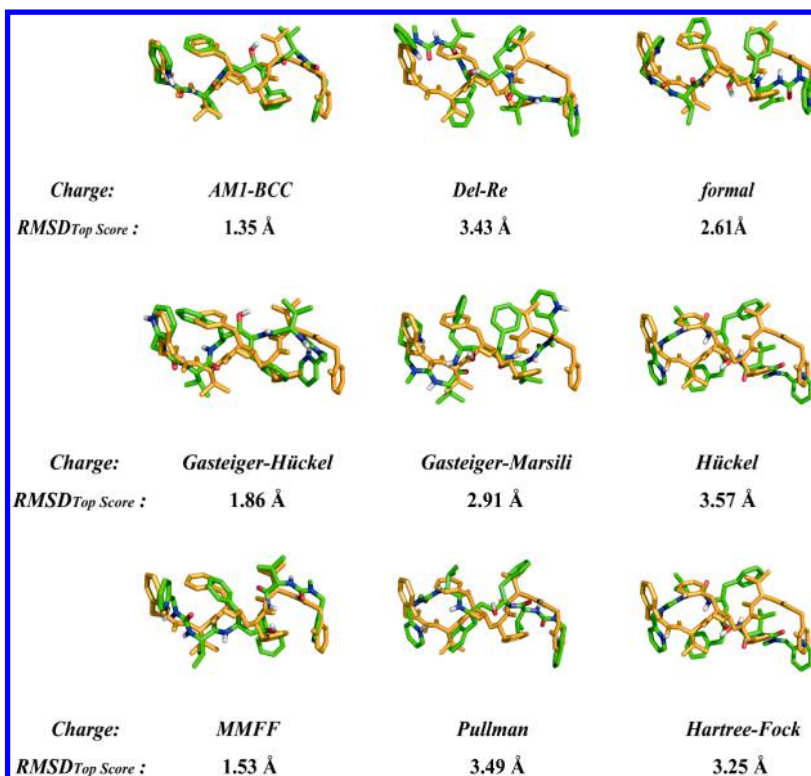 Charge: AM1-BCC Del-Re formal
RMSDTop Score : 1.35 Å 3.43 Å 2.61Å
Charge: Gasteiger-Hückel Gasteiger-Marsili Hückel
RMSDTop Score : 1.86 Å 2.91 Å 3.57 Å
Charge: MMFF Pullman Hartree-Fock
RMSDTop Score : 1.53 Å 3.49 Å 3.25 Å